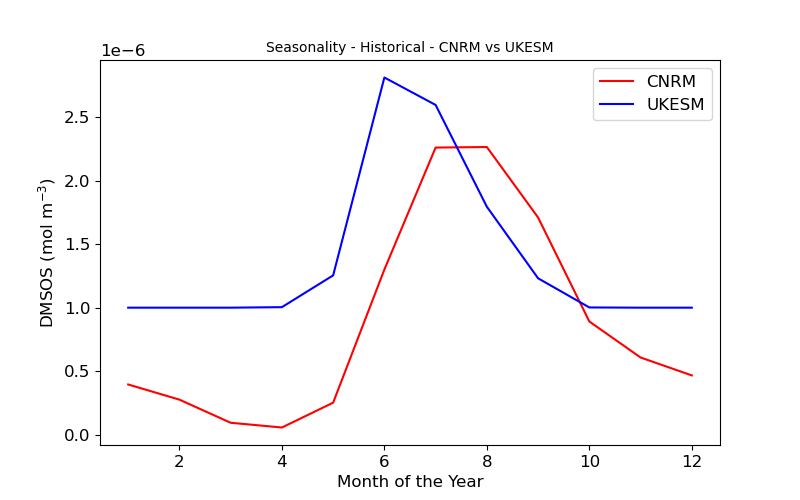 Seasonality - Historical - CNRM vs UKESM
1e−6
CNRM
UKESM
2.5
2.0
1.5
1.0
0.5
0.0
DMSOS (mol m⁻³)
2 4 6 8 10 12
Month of the Year